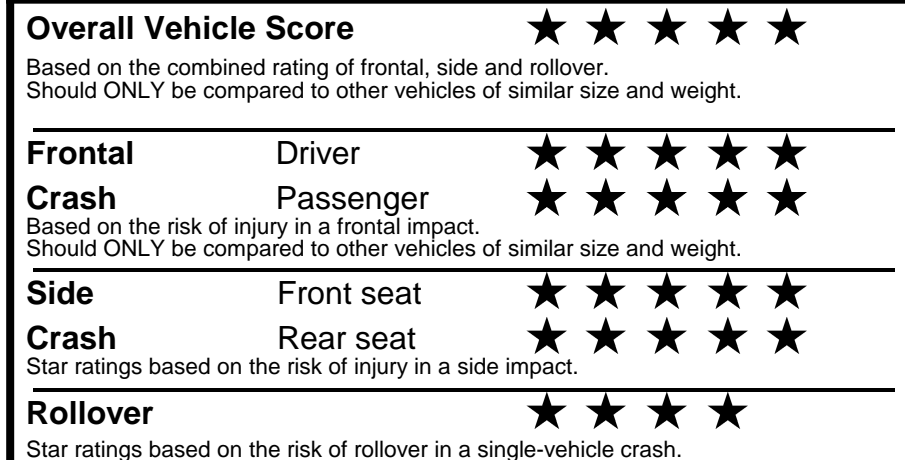 Overall Vehicle Score ★ ★ ★ ★ ★
Based on the combined rating of frontal, side and rollover.
Should ONLY be compared to other vehicles of similar size and weight.
Frontal Driver ★ ★ ★ ★ ★
Crash Passenger ★ ★ ★ ★ ★
Based on the risk of injury in a frontal impact.
Should ONLY be compared to other vehicles of similar size and weight.
Side Front seat ★ ★ ★ ★ ★
Crash Rear seat ★ ★ ★ ★ ★
Star ratings based on the risk of injury in a side impact.
Rollover ★ ★ ★ ★
Star ratings based on the risk of rollover in a single-vehicle crash.